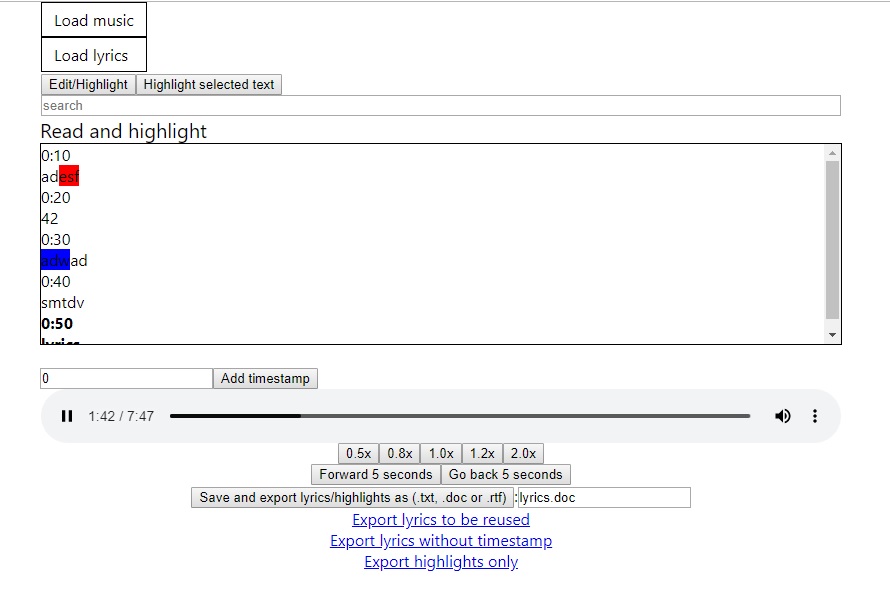 Load music
Load lyrics
Edit/Highlight Highlight selected text
search
Read and highlight
0:10
adesf
0:20
42
0:30
adwad
0:40
smtdv
0:50
lyrics
0 Add timestamp
1:42 / 7:47
0.5x 0.8x 1.0x 1.2x 2.0x
Forward 5 seconds Go back 5 seconds
Save and export lyrics/highlights as (.txt, .doc or .rtf) :lyrics.doc
Export lyrics to be reused
Export lyrics without timestamp
Export highlights only